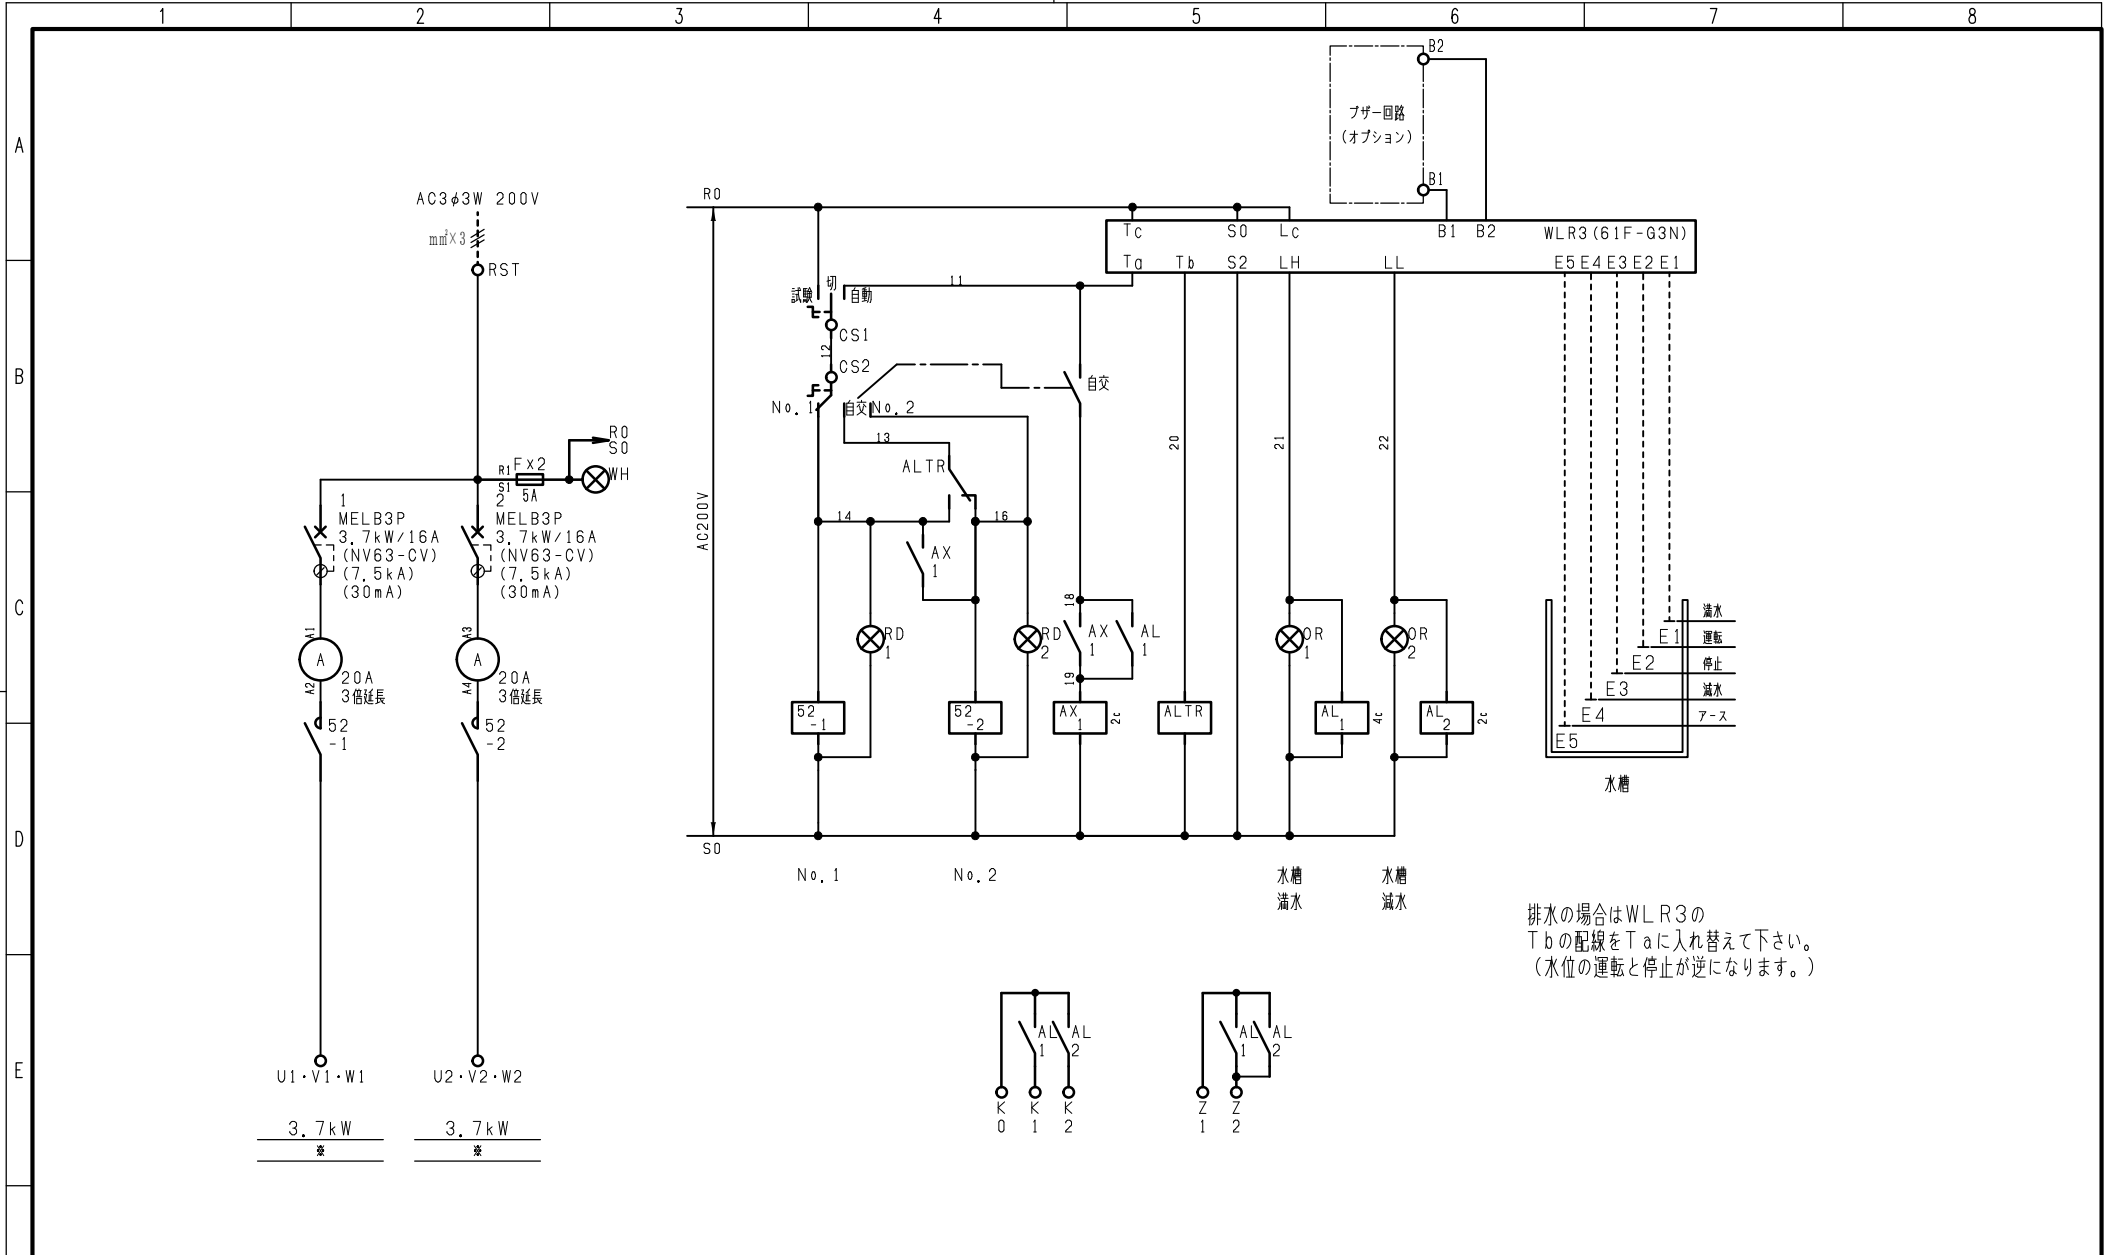 1 2 3 4 5 6 7 8
A
B
C
D
E
AC3φ3W 200V
mm²×3
RST
R0
S0
WH
R1
S1
F×2
5A
1
MELB3P
3.7kW/16A
(NV63-CV)
(7.5kA)
(30mA)
2
MELB3P
3.7kW/16A
(NV63-CV)
(7.5kA)
(30mA)
A1
A
A2
20A
3倍延長
A3
A
A4
20A
3倍延長
52
-1
52
-2
U1・V1・W1
U2・V2・W2
3.7kW
※
3.7kW
※
R0
AC200V
S0
試験
切
自動
11
CS1
12
CS2
No.1
自交
No.2
自交
13
ALTR
14
16
AX
1
RD
1
RD
2
18
AX
1
AL
1
19
20
21
22
OR
1
OR
2
52
-1
52
-2
AX
1
2c
ALTR
AL
1
4c
AL
2
2c
No.1
No.2
水槽
満水
水槽
減水
ブザー回路
(オプション)
B2
B1
Tc S0 Lc B1 B2 WLR3(61F-G3N)
Ta Tb S2 LH LL E5 E4 E3 E2 E1
満水
E1 運転
E2 停止
E3 減水
E4 アース
E5
水槽
排水の場合はWLR3の
Tbの配線をTaに入れ替えて下さい。
(水位の運転と停止が逆になります。)
AL
1
AL
2
K
0
K
1
K
2
AL
1
AL
2
Z
1
Z
2